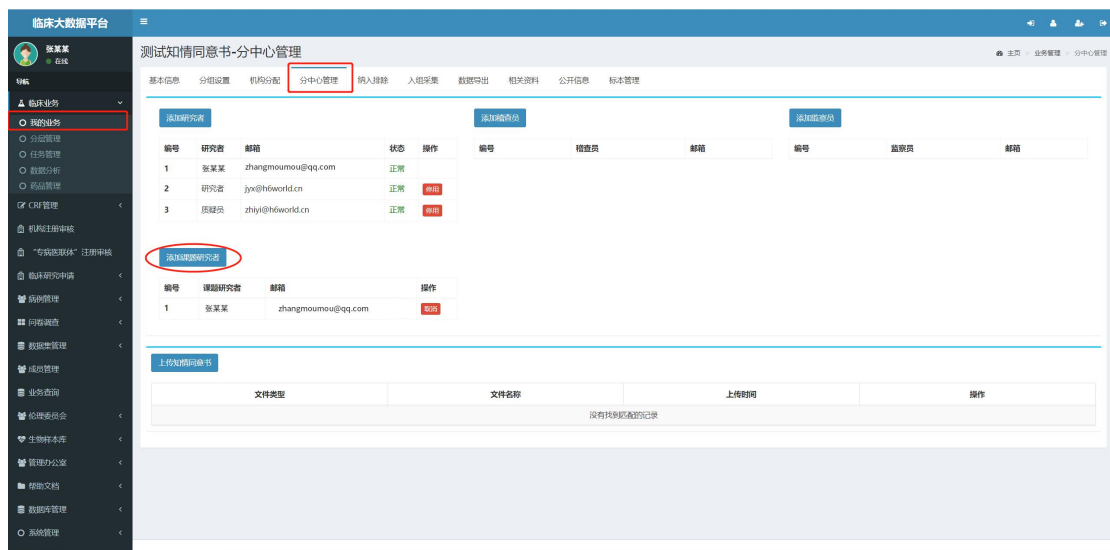 临床大数据平台
张某某
在线
主页 > 业务管理 > 分中心管理
测试知情同意书-分中心管理
导航
临床业务
我的业务
分层管理
任务管理
数据分析
药品管理
CRF管理
机构注册审核
“专病医联体”注册审核
临床研究申请
病例管理
问卷调查
数据集管理
成员管理
业务查询
伦理委员会
生物样本库
管理办公室
帮助文档
数据库管理
系统管理
基本信息 分组设置 机构分配 分中心管理 纳入排除 入组采集 数据导出 相关资料 公开信息 标本管理
添加研究者
编号 研究者 邮箱 状态 操作
1 张某某 zhangmoumou@qq.com 正常
2 研究者 jyx@h6world.cn 正常 停用
3 质疑员 zhiyi@h6world.cn 正常 停用
添加稽查员
编号 稽查员 邮箱
添加监察员
编号 监察员 邮箱
添加课题研究者
编号 课题研究者 邮箱 操作
1 张某某 zhangmoumou@qq.com 取消
上传知情同意书
文件类型 文件名称 上传时间 操作
没有找到匹配的记录